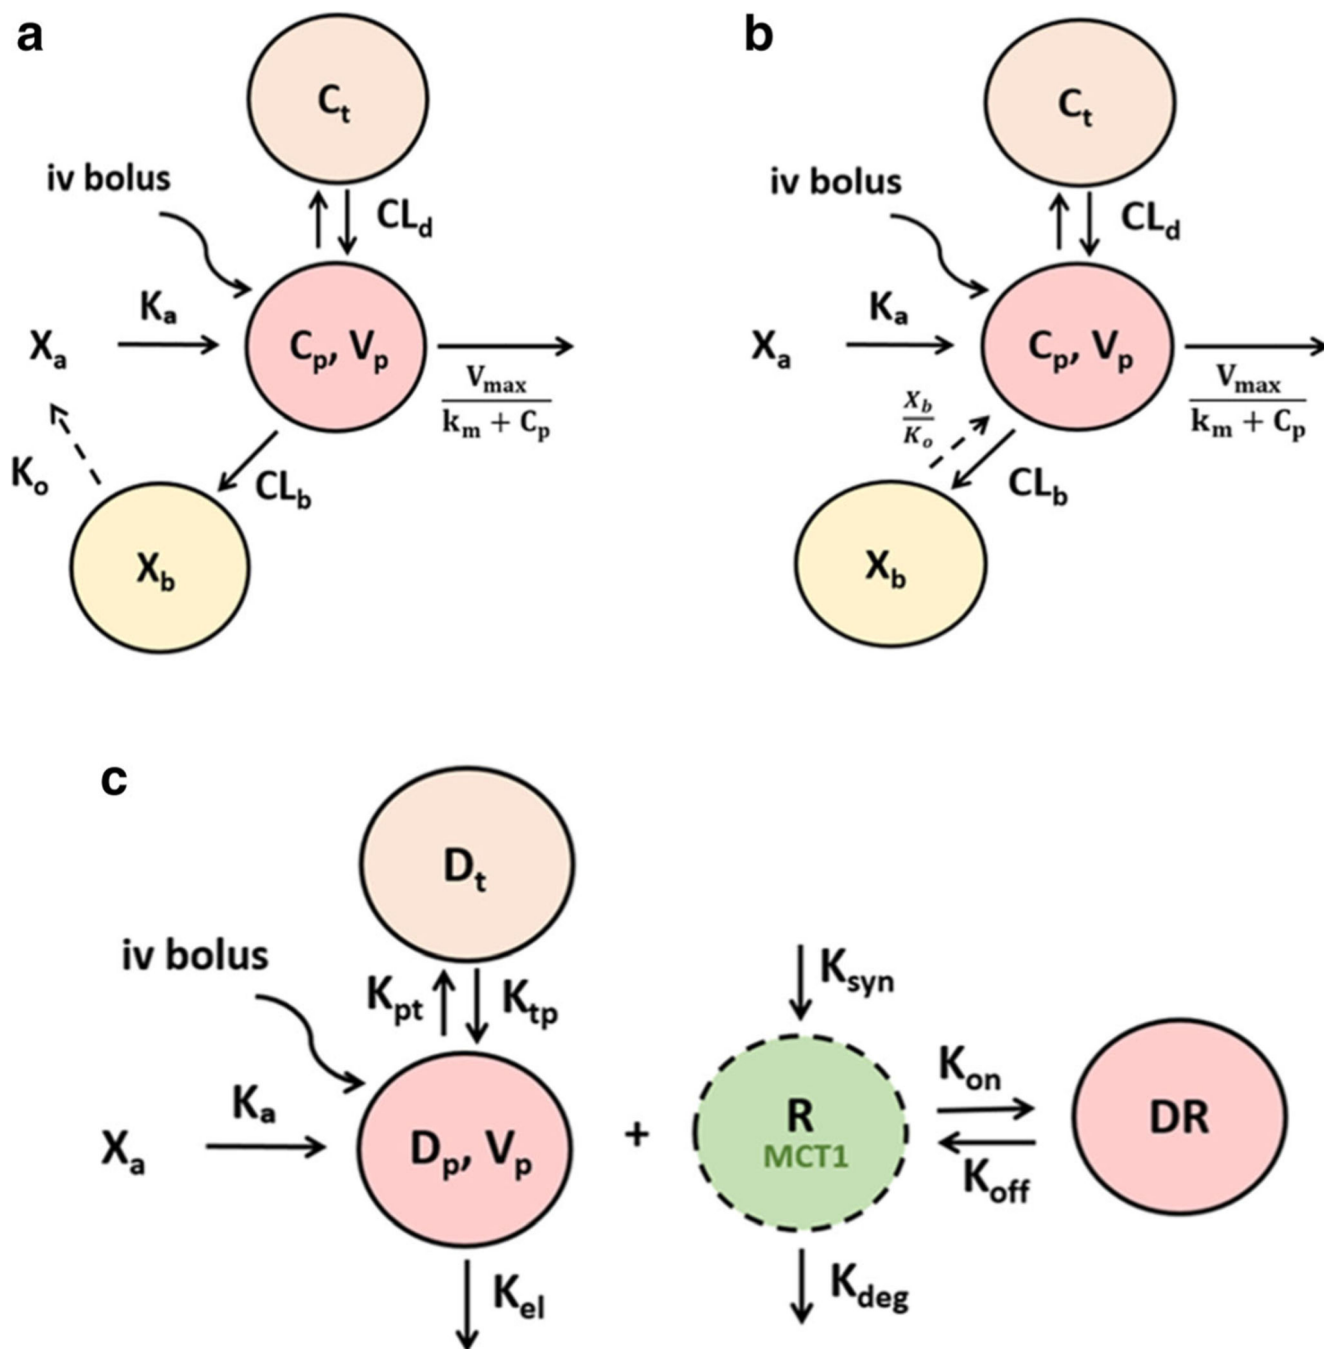 a
C_t
iv bolus
CL_d
K_a
X_a
C_p, V_p
V_max
k_m + C_p
K_o
CL_b
X_b
b
C_t
iv bolus
CL_d
K_a
X_a
C_p, V_p
V_max
k_m + C_p
X_b
K_o
CL_b
X_b
c
D_t
iv bolus
K_pt
K_tp
K_a
X_a
D_p, V_p
K_el
+
K_syn
R
MCT1
K_deg
K_on
K_off
DR